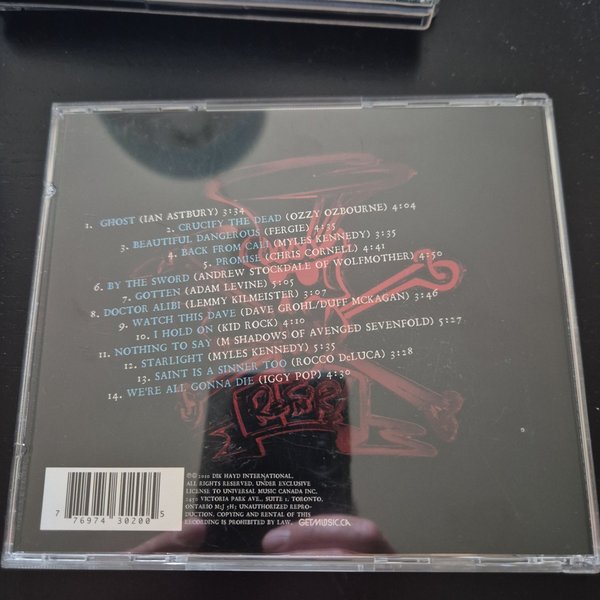 1. GHOST (IAN ASTBURY) 3:34
2. CRUCIFY THE DEAD (OZZY OZBOURNE) 4:04
3. BEAUTIFUL DANGEROUS (FERGIE) 4:35
4. BACK FROM CALI (MYLES KENNEDY) 3:35
5. PROMISE (CHRIS CORNELL) 4:41
6. BY THE SWORD (ANDREW STOCKDALE OF WOLFMOTHER) 4:50
7. GOTTEN (ADAM LEVINE) 5:05
8. DOCTOR ALIBI (LEMMY KILMEISTER) 3:07
9. WATCH THIS DAVE (DAVE GROHL/DUFF MCKAGAN) 3:46
10. I HOLD ON (KID ROCK) 4:10
11. NOTHING TO SAY (M SHADOWS OF AVENGED SEVENFOLD) 5:27
12. STARLIGHT (MYLES KENNEDY) 5:35
13. SAINT IS A SINNER TOO (ROCCO DELUCA) 3:28
14. WE'RE ALL GONNA DIE (IGGY POP) 4:30
℗© 2010 DIK HAYD INTERNATIONAL.
ALL RIGHTS RESERVED. UNDER EXCLUSIVE
LICENSE TO UNIVERSAL MUSIC CANADA INC,
2450 VICTORIA PARK AVE., SUITE 1, TORONTO,
ONTARIO M2J 5H3 UNAUTHORIZED REPRO-
DUCTION, COPYING AND RENTAL OF THIS
RECORDING IS PROHIBITED BY LAW. GETMUSIC.CA
7 76974 30200 5